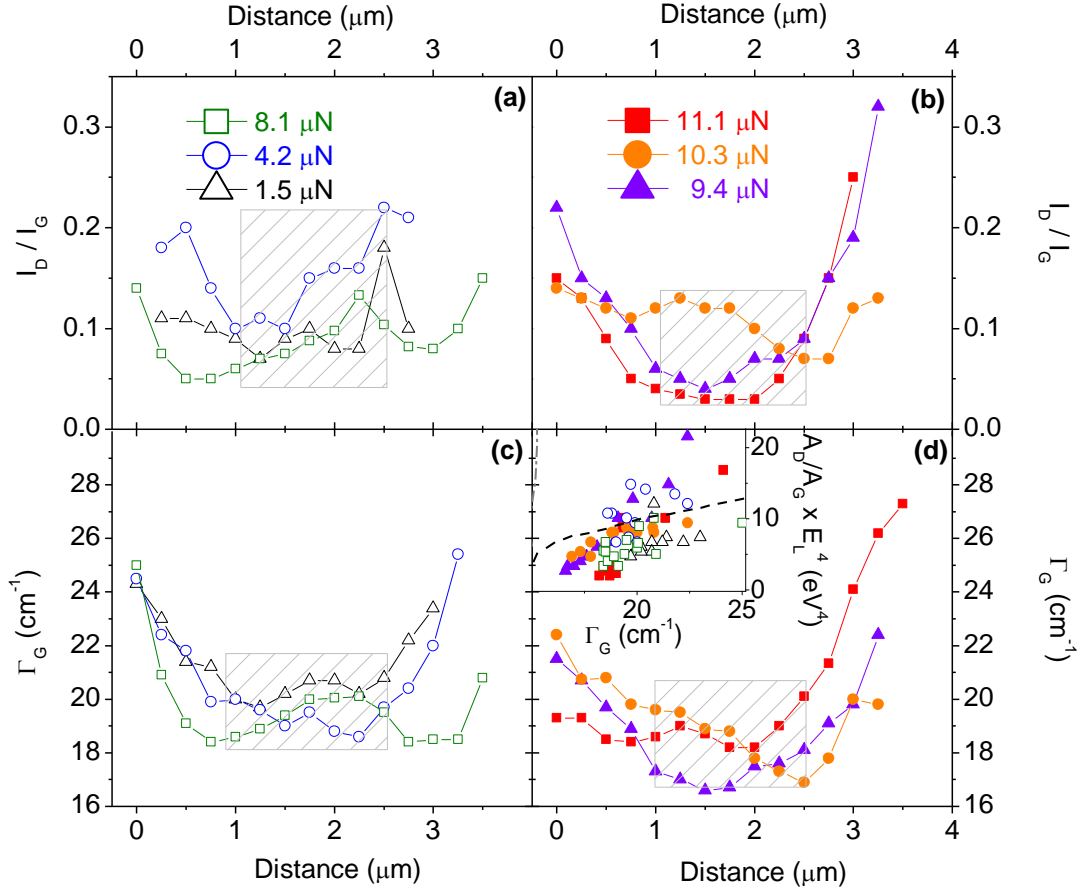 Distance (μm)
Distance (μm)
0 1 2 3
0 1 2 3 4
(a)
(b)
8.1 μN
4.2 μN
1.5 μN
11.1 μN
10.3 μN
9.4 μN
I_D / I_G
0.3
0.2
0.1
0.0
I_D / I_G
0.3
0.2
0.1
0.0
(c)
(d)
Γ_G (cm^-1)
28
26
24
22
20
18
16
A_D/A_G x E_L^4 (eV^4)
20
10
0
20 25
Γ_G (cm^-1)
Γ_G (cm^-1)
28
26
24
22
20
18
16
0 1 2 3
0 1 2 3 4
Distance (μm)
Distance (μm)